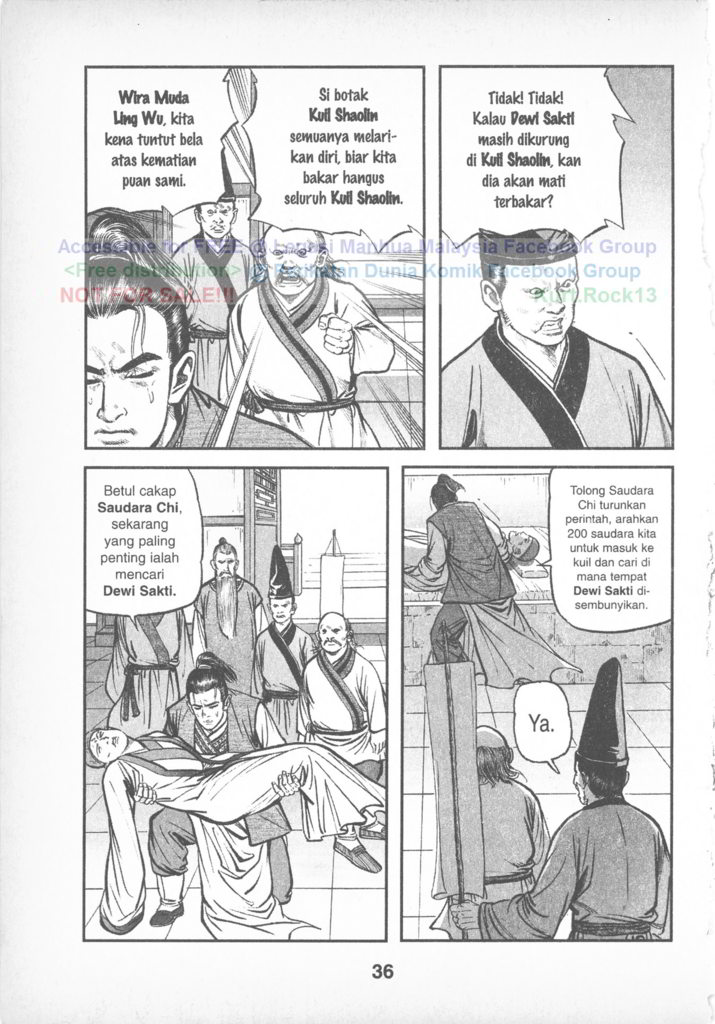 Wira Muda
Ling Wu, kita
kena tuntut bela
atas kematian
puan sami.
Si botak
Kuil Shaolin
semuanya melari-
kan diri, biar kita
bakar hangus
seluruh Kuil Shaolin.
Tidak! Tidak!
Kalau Dewi Sakti
masih dikurung
di Kuil Shaolin, kan
dia akan mati
terbakar?
Accessible for FREE @ Lennsi Manhua Malaysia Facebook Group
<Free distribution> @ Dunia Komik Facebook Group
NOT FOR SALE!!! Kurt.Rock13
Betul cakap
Saudara Chi,
sekarang
yang paling
penting ialah
mencari
Dewi Sakti.
Tolong Saudara
Chi turunkan
perintah, arahkan
200 saudara kita
untuk masuk ke
kuil dan cari di
mana tempat
Dewi Sakti di-
sembunyikan.
Ya.
36